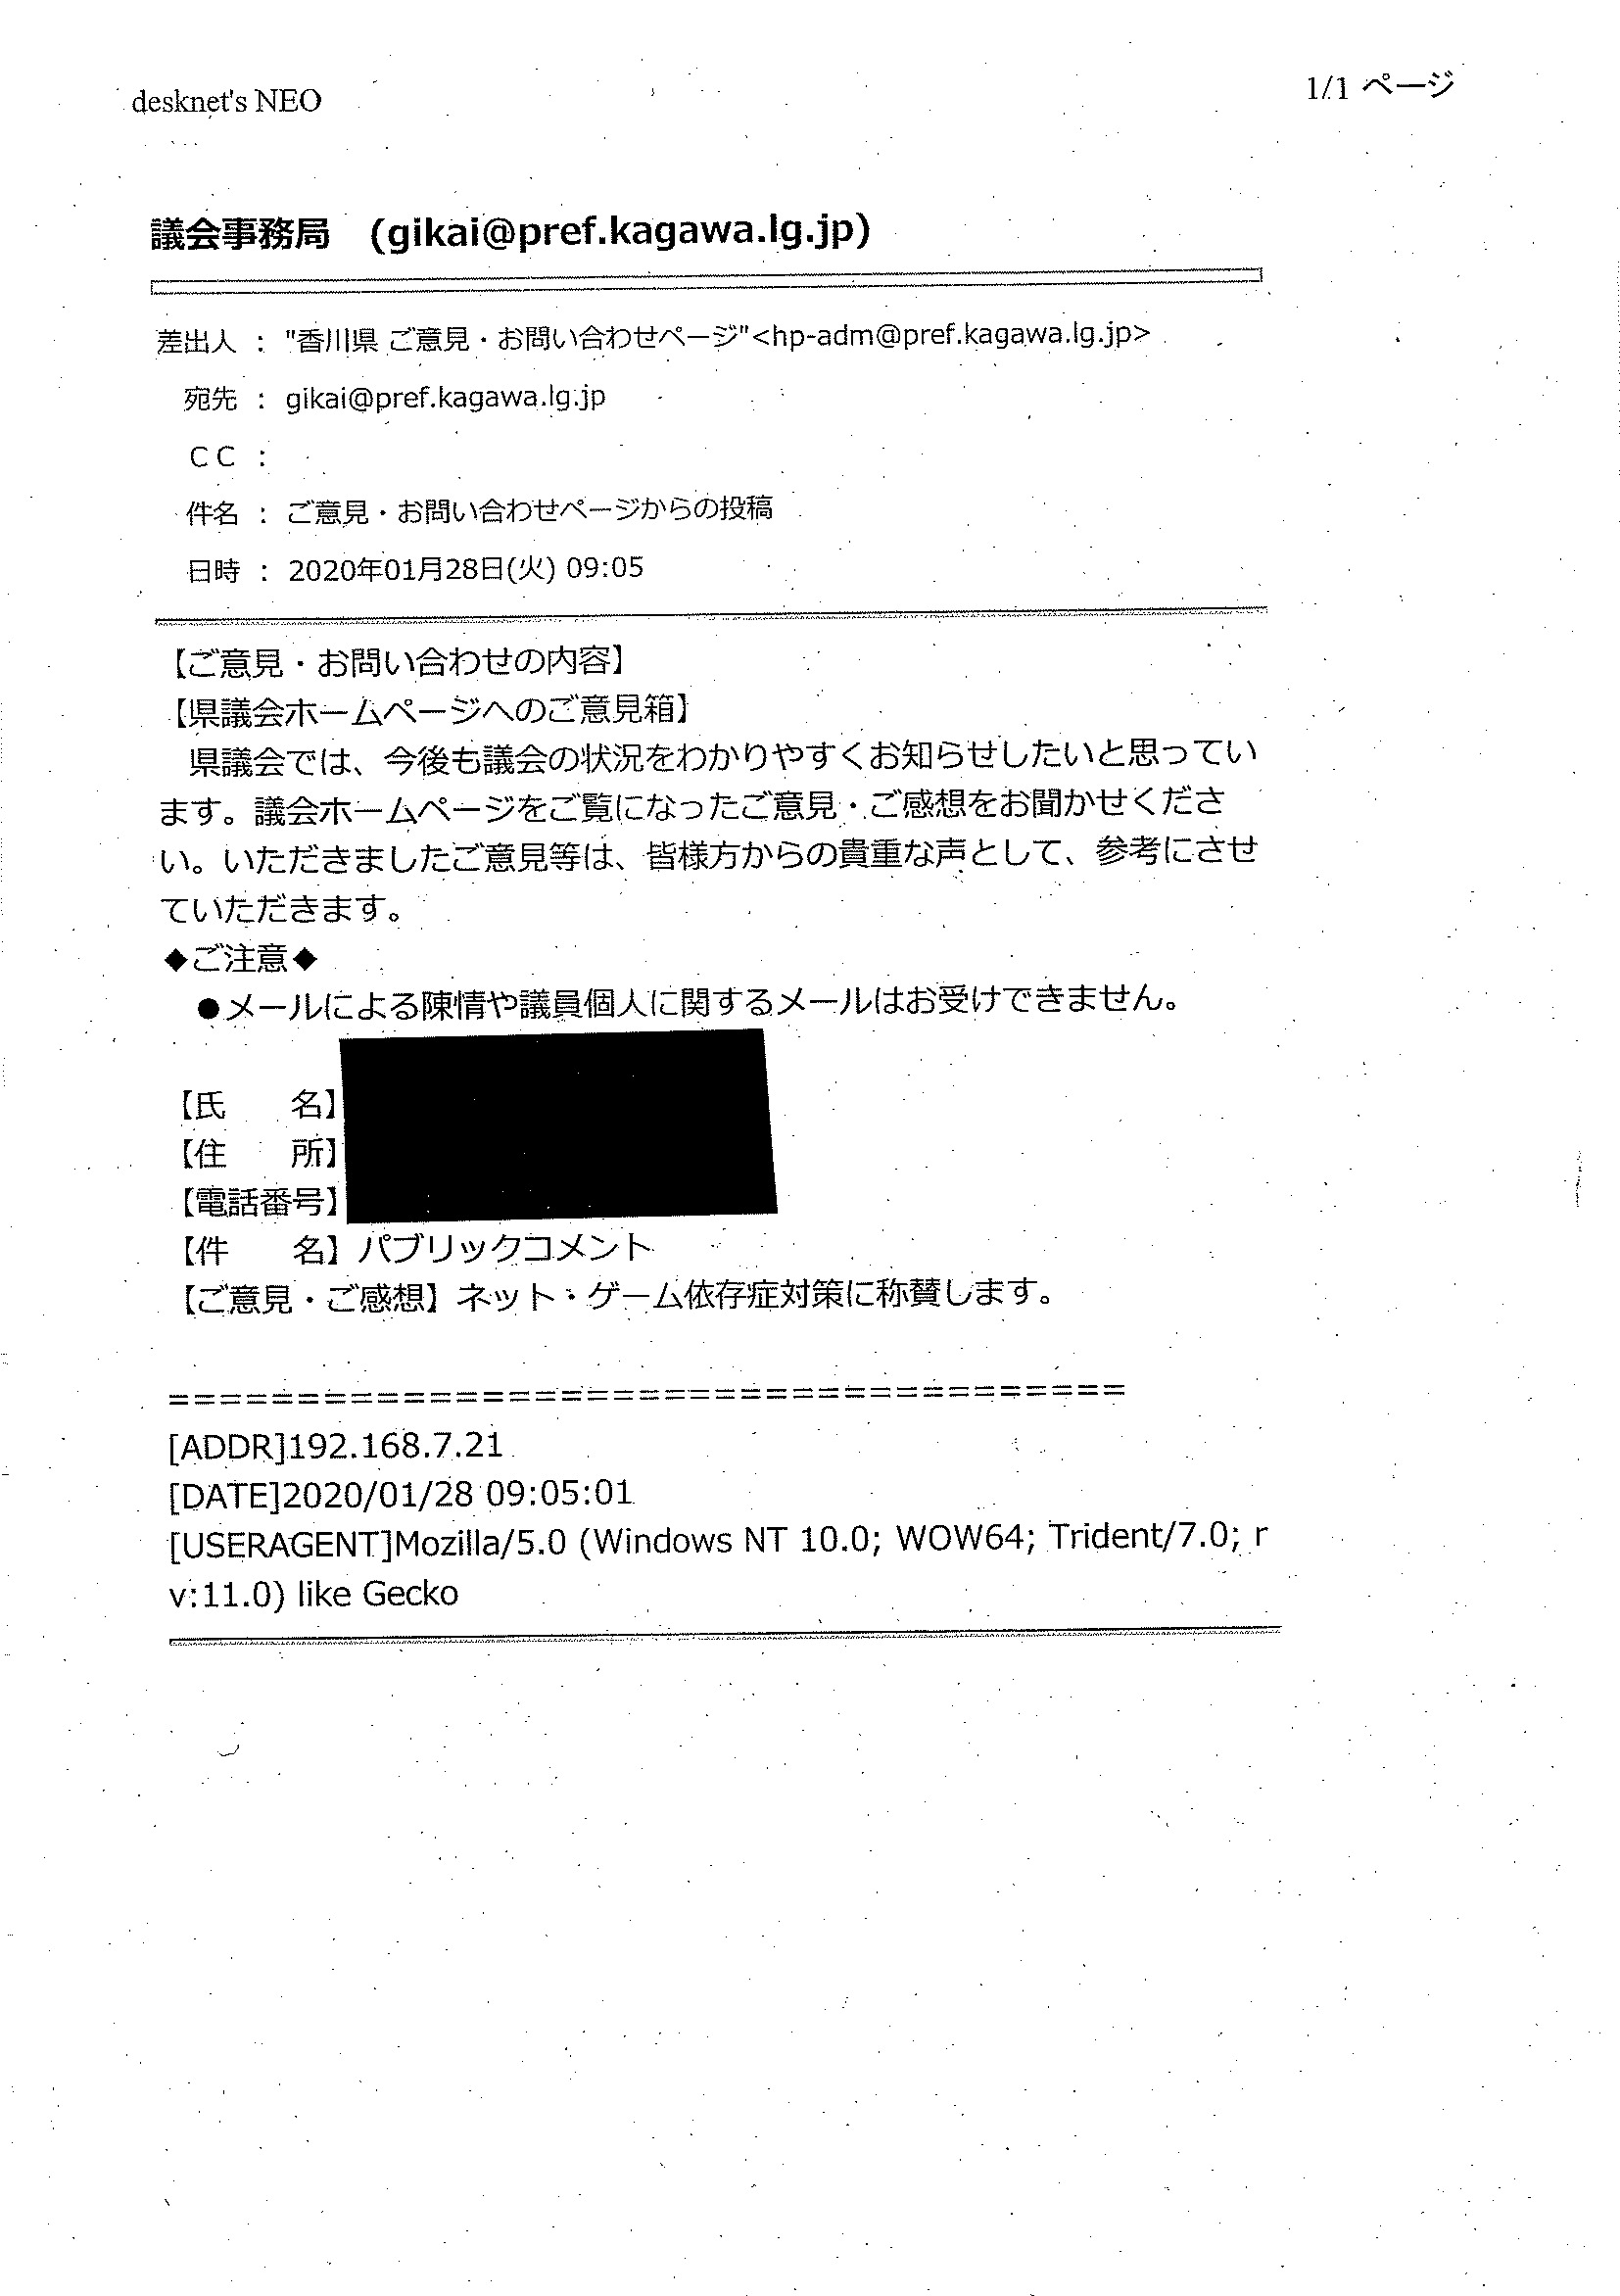 desknet's NEO
1/1 ページ
議会事務局　(gikai@pref.kagawa.lg.jp)
差出人 ： "香川県 ご意見・お問い合わせページ"<hp-adm@pref.kagawa.lg.jp>
宛先 ： gikai@pref.kagawa.lg.jp
ＣＣ ：
件名 ： ご意見・お問い合わせページからの投稿
日時 ： 2020年01月28日(火) 09:05
【ご意見・お問い合わせの内容】
【県議会ホームページへのご意見箱】
　県議会では、今後も議会の状況をわかりやすくお知らせしたいと思ってい
ます。議会ホームページをご覧になったご意見・ご感想をお聞かせくださ
い。いただきましたご意見等は、皆様方からの貴重な声として、参考にさせ
ていただきます。
◆ご注意◆
　●メールによる陳情や議員個人に関するメールはお受けできません。
【氏　　名】
【住　　所】
【電話番号】
【件　　名】パブリックコメント
【ご意見・ご感想】ネット・ゲーム依存症対策に称賛します。
=====================================
[ADDR]192.168.7.21
[DATE]2020/01/28 09:05:01
[USERAGENT]Mozilla/5.0 (Windows NT 10.0; WOW64; Trident/7.0; r
v:11.0) like Gecko